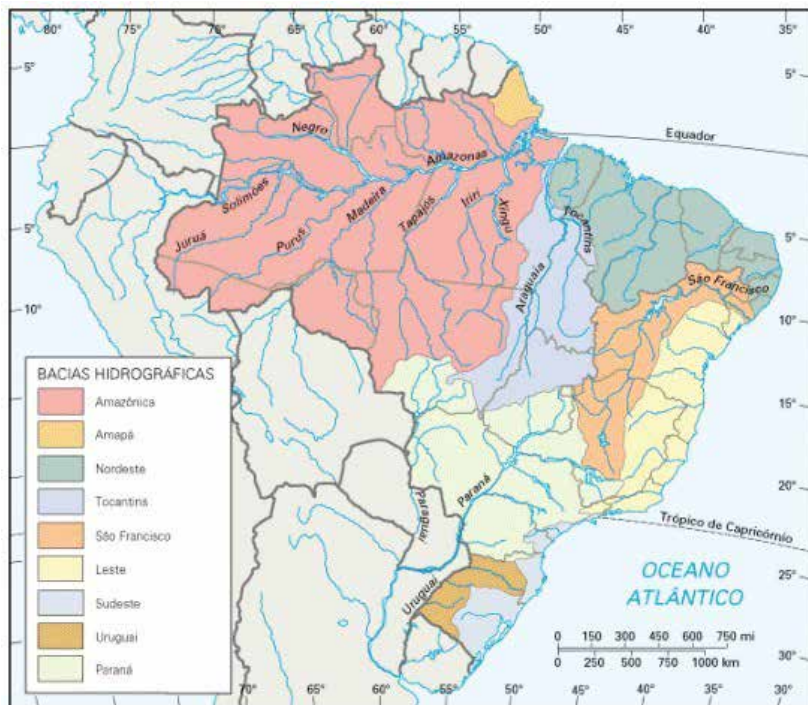 80° 75° 70° 65° 60° 55° 50° 45° 40° 35°
5°
5°
Equador
Negro
Amazonas
Solimões
Madeira
Tapajós
Iriri
Xingu
Juruá
Purus
Tocantins
Araguaia
5°
5°
São Francisco
10°
10°
BACIAS HIDROGRÁFICAS
Amazônica
Amapá
Nordeste
Tocantins
São Francisco
Leste
Sudeste
Uruguai
Paraná
15°
20°
Paraná
Paraguai
Uruguai
Trópico de Capricórnio
OCEANO
ATLÂNTICO
25°
0 150 300 450 600 750 mi
0 250 500 750 1000 km
30°
70° 65° 60° 55° 50° 45° 40° 35°